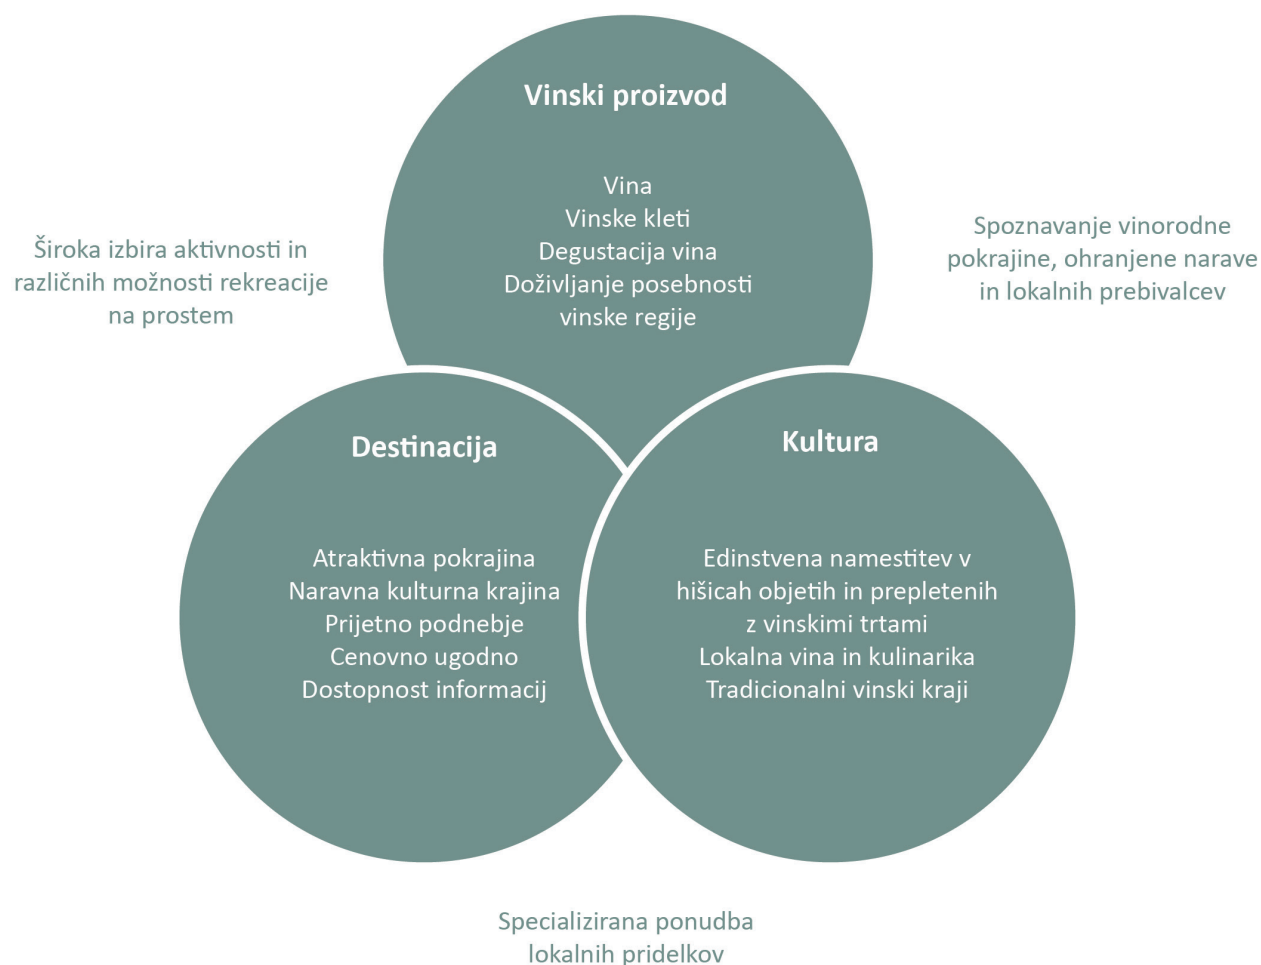 Vinski proizvod
Vina
Vinske kleti
Degustacija vina
Doživljanje posebnosti
vinske regije
Široka izbira aktivnosti in
različnih možnosti rekreacije
na prostem
Spoznavanje vinorodne
pokrajine, ohranjene narave
in lokalnih prebivalcev
Destinacija
Atraktivna pokrajina
Naravna kulturna krajina
Prijetno podnebje
Cenovno ugodno
Dostopnost informacij
Kultura
Edinstvena namestitev v
hišicah objetih in prepletenih
z vinskimi trtami
Lokalna vina in kulinarika
Tradicionalni vinski kraji
Specializirana ponudba
lokalnih pridelkov